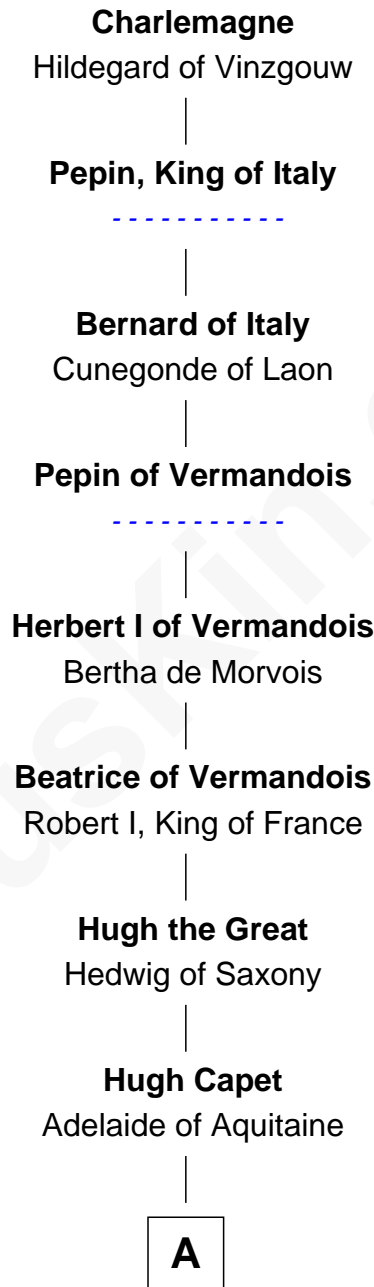 Charlemagne
Hildegard of Vinzgouw
Pepin, King of Italy
- - - - - - - - - - -
Bernard of Italy
Cunegonde of Laon
Pepin of Vermandois
- - - - - - - - - - -
Herbert I of Vermandois
Bertha de Morvois
Beatrice of Vermandois
Robert I, King of France
Hugh the Great
Hedwig of Saxony
Hugh Capet
Adelaide of Aquitaine
A